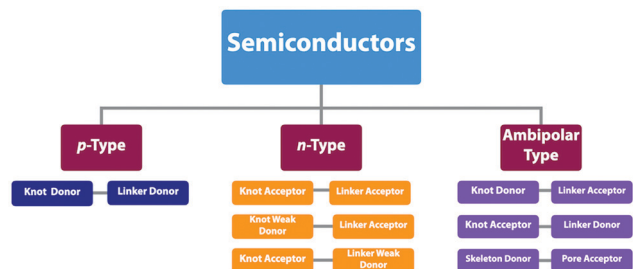 Semiconductors
p-Type
n-Type
Ambipolar
Type
Knot Donor
Linker Donor
Knot Acceptor
Linker Acceptor
Knot Donor
Linker Acceptor
Knot Weak
Donor
Linker Acceptor
Knot Acceptor
Linker Donor
Knot Acceptor
Linker Weak
Donor
Skeleton Donor
Pore Acceptor